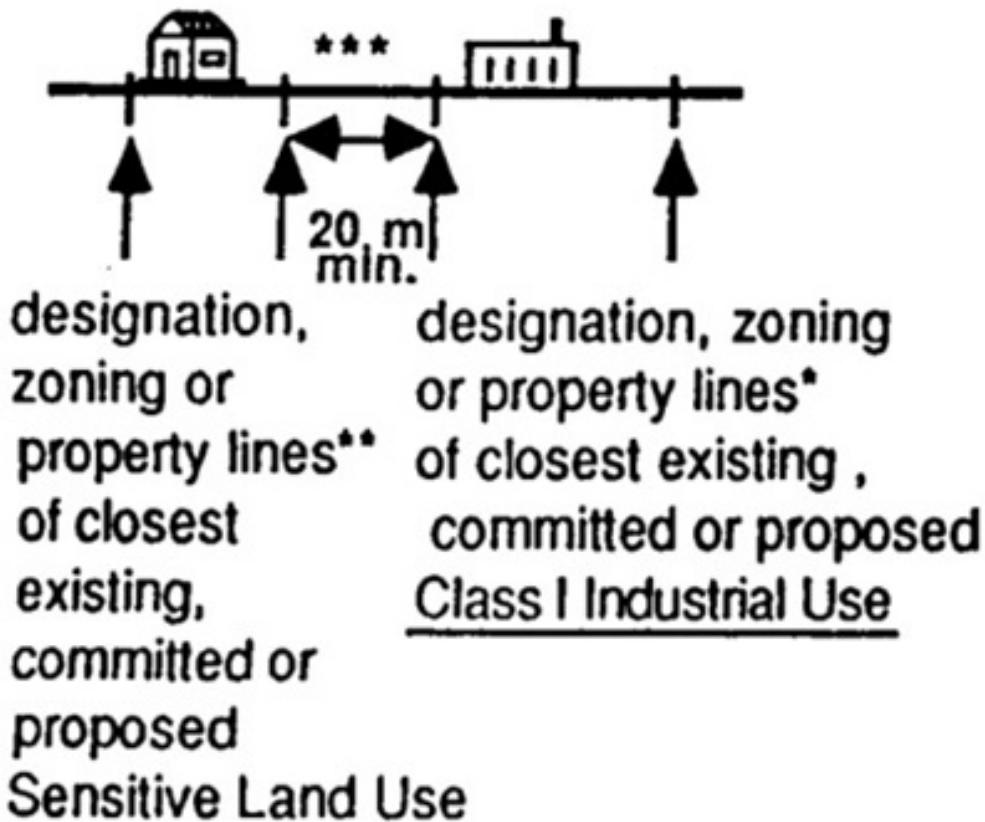 ***
20 m
min.
designation,
zoning or
property lines**
of closest
existing,
committed or
proposed
Sensitive Land Use
designation, zoning
or property lines*
of closest existing ,
committed or proposed
Class I Industrial Use